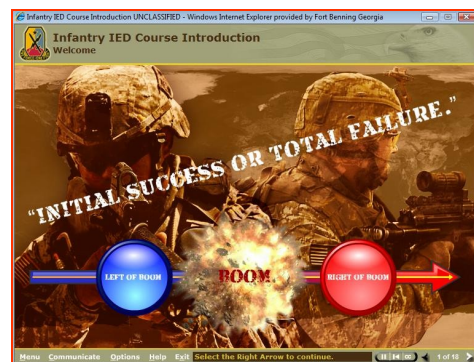 Infantry IED Course Introduction UNCLASSIFIED - Windows Internet Explorer provided by Fort Benning Georgia
Infantry IED Course Introduction
Welcome
“INITIAL SUCCESS OR TOTAL FAILURE.”
LEFT OF BOOM
BOOM
RIGHT OF BOOM
Menu Communicate Options Help Exit Select the Right Arrow to continue. 1 of 18